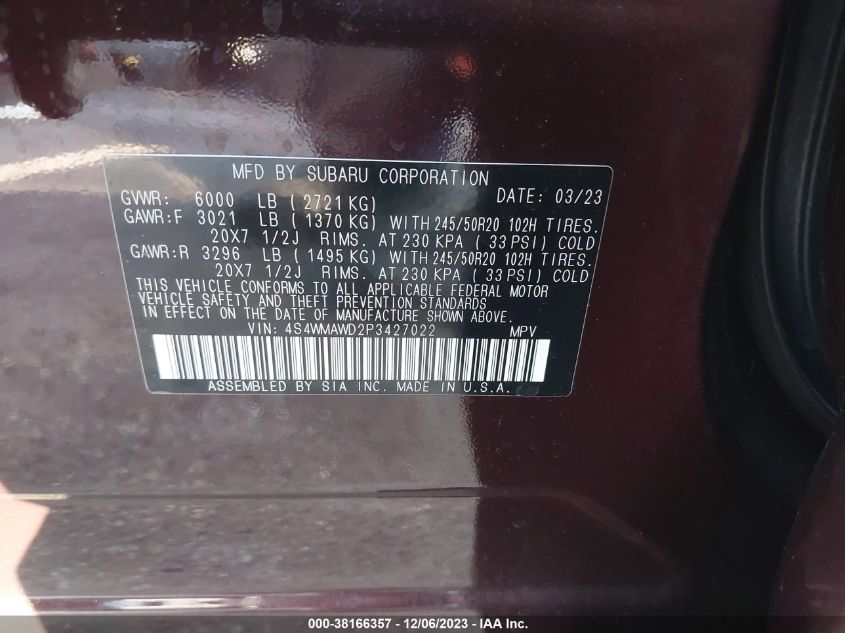 MFD BY SUBARU CORPORATION
GVWR: 6000 LB ( 2721 KG) DATE: 03/23
GAWR:F 3021 LB ( 1370 KG) WITH 245/50R20 102H TIRES.
20X7 1/2J RIMS. AT 230 KPA ( 33 PSI) COLD
GAWR:R 3296 LB ( 1495 KG) WITH 245/50R20 102H TIRES.
20X7 1/2J RIMS. AT 230 KPA ( 33 PSI) COLD
THIS VEHICLE CONFORMS TO ALL APPLICABLE FEDERAL MOTOR
VEHICLE SAFETY AND THEFT PREVENTION STANDARDS
IN EFFECT ON THE DATE OF MANUFACTURE SHOWN ABOVE.
VIN: 4S4WMAWD2P3427022 MPV
ASSEMBLED BY SIA INC. MADE IN U.S.A.
000-38166357 - 12/06/2023 - IAA Inc.